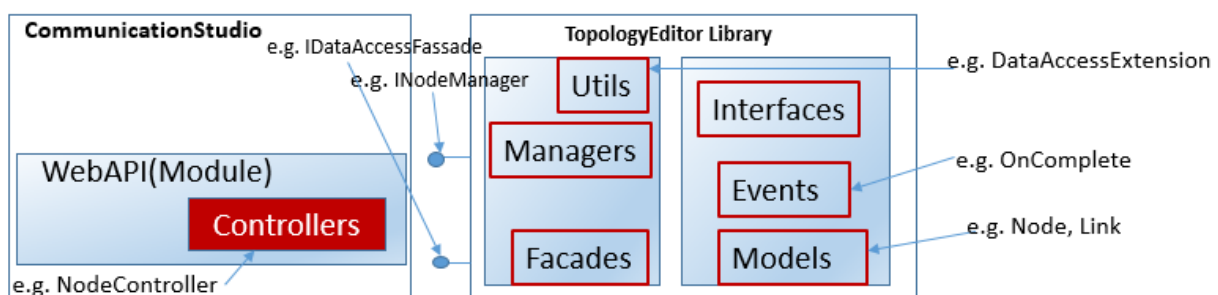 CommunicationStudio
e.g. IDataAccessFassade
e.g. INodeManager
WebAPI(Module)
Controllers
e.g. NodeController
TopologyEditor Library
Utils
Managers
Facades
Interfaces
Events
Models
e.g. DataAccessExtension
e.g. OnComplete
e.g. Node, Link